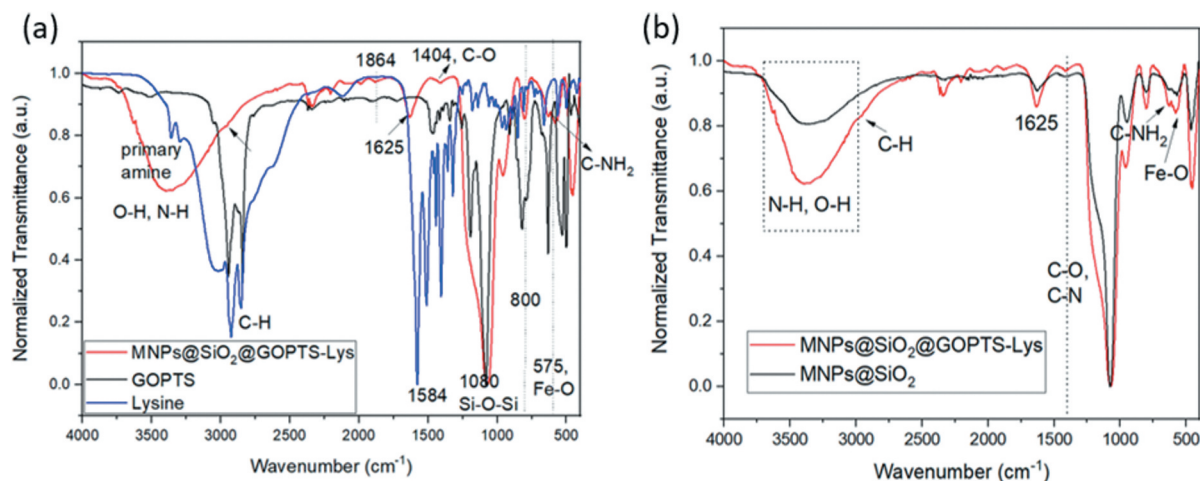 (a)
1864
1404, C-O
1.0
0.8
0.6
0.4
0.2
0.0
Normalized Transmittance (a.u.)
primary
amine
O-H, N-H
1625
C-NH2
C-H
800
MNPs@SiO2@GOPTS-Lys
GOPTS
Lysine
1584
1080
Si-O-Si
575,
Fe-O
4000 3500 3000 2500 2000 1500 1000 500
Wavenumber (cm-1)
(b)
1.0
0.8
0.6
0.4
0.2
0.0
Normalized Transmittance (a.u.)
C-H
N-H, O-H
1625
C-NH2
Fe-O
C-O,
C-N
MNPs@SiO2@GOPTS-Lys
MNPs@SiO2
4000 3500 3000 2500 2000 1500 1000 500
Wavenumber (cm-1)